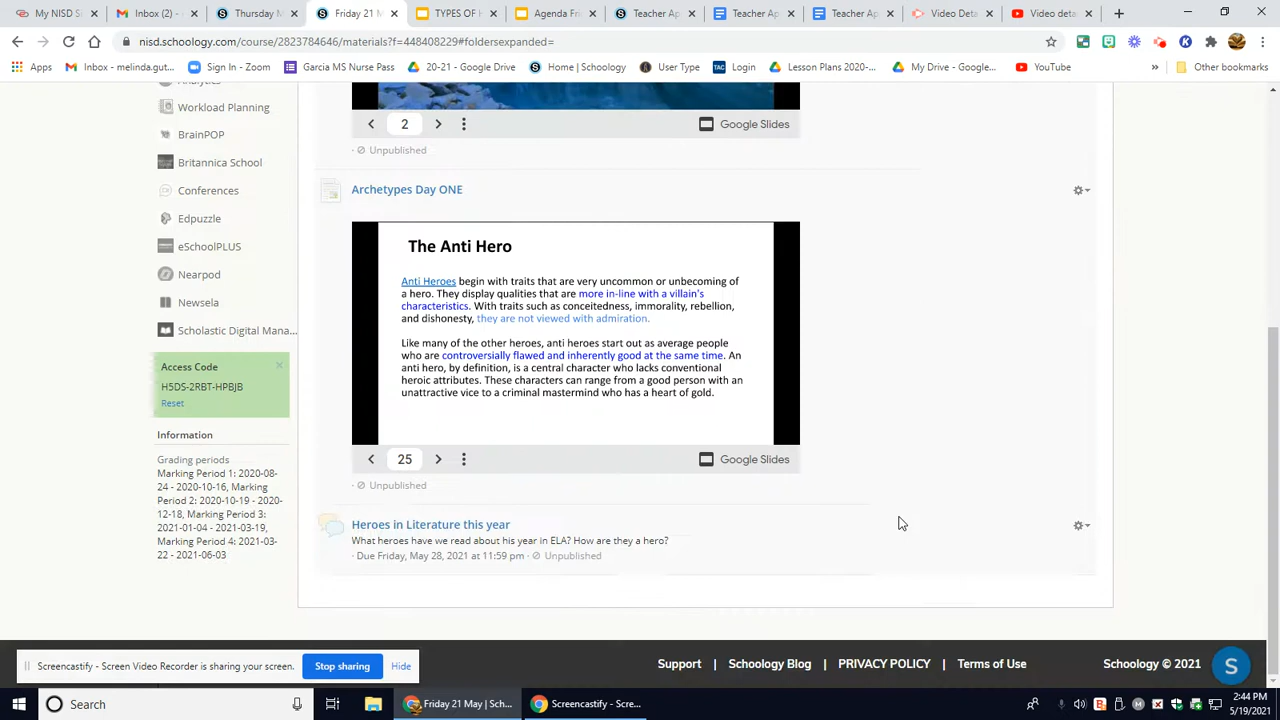 My NISD S
Inbox (2)
Thursday M
Friday 21 M
TYPES OF H
Agenda Fri
Teacher Ap
Teacher Ap
Teacher Ap
Video Deta
Video deta
nisd.schoology.com/course/2823784646/materials?f=448408229#foldersexpanded=
Apps
Inbox - melinda.gut...
Sign In - Zoom
Garcia MS Nurse Pass
20-21 - Google Drive
Home | Schoology
User Type
TAC
Login
Lesson Plans 2020-...
My Drive - Google...
YouTube
»
Other bookmarks
Workload Planning
BrainPOP
Britannica School
Conferences
Edpuzzle
eSchoolPLUS
Nearpod
Newsela
Scholastic Digital Mana...
Access Code
H5DS-2RBT-HPBJB
Reset
Information
Grading periods
Marking Period 1: 2020-08-
24 - 2020-10-16, Marking
Period 2: 2020-10-19 - 2020-
12-18, Marking Period 3:
2021-01-04 - 2021-03-19,
Marking Period 4: 2021-03-
22 - 2021-06-03
2
Google Slides
· Unpublished
Archetypes Day ONE
The Anti Hero
Anti Heroes begin with traits that are very uncommon or unbecoming of
a hero. They display qualities that are more in-line with a villain's
characteristics. With traits such as conceitedness, immorality, rebellion,
and dishonesty, they are not viewed with admiration.
Like many of the other heroes, anti heroes start out as average people
who are controversially flawed and inherently good at the same time. An
anti hero, by definition, is a central character who lacks conventional
heroic attributes. These characters can range from a good person with an
unattractive vice to a criminal mastermind who has a heart of gold.
25
Google Slides
· Unpublished
Heroes in Literature this year
What heroes have we read about his year in ELA? How are they a hero?
· Due Friday, May 28, 2021 at 11:59 pm · Unpublished
Support | Schoology Blog | PRIVACY POLICY | Terms of Use
Schoology © 2021
S
Screencastify - Screen Video Recorder is sharing your screen.
Stop sharing
Hide
Search
Friday 21 May | Sch...
Screencastify - Scre...
2:44 PM
5/19/2021